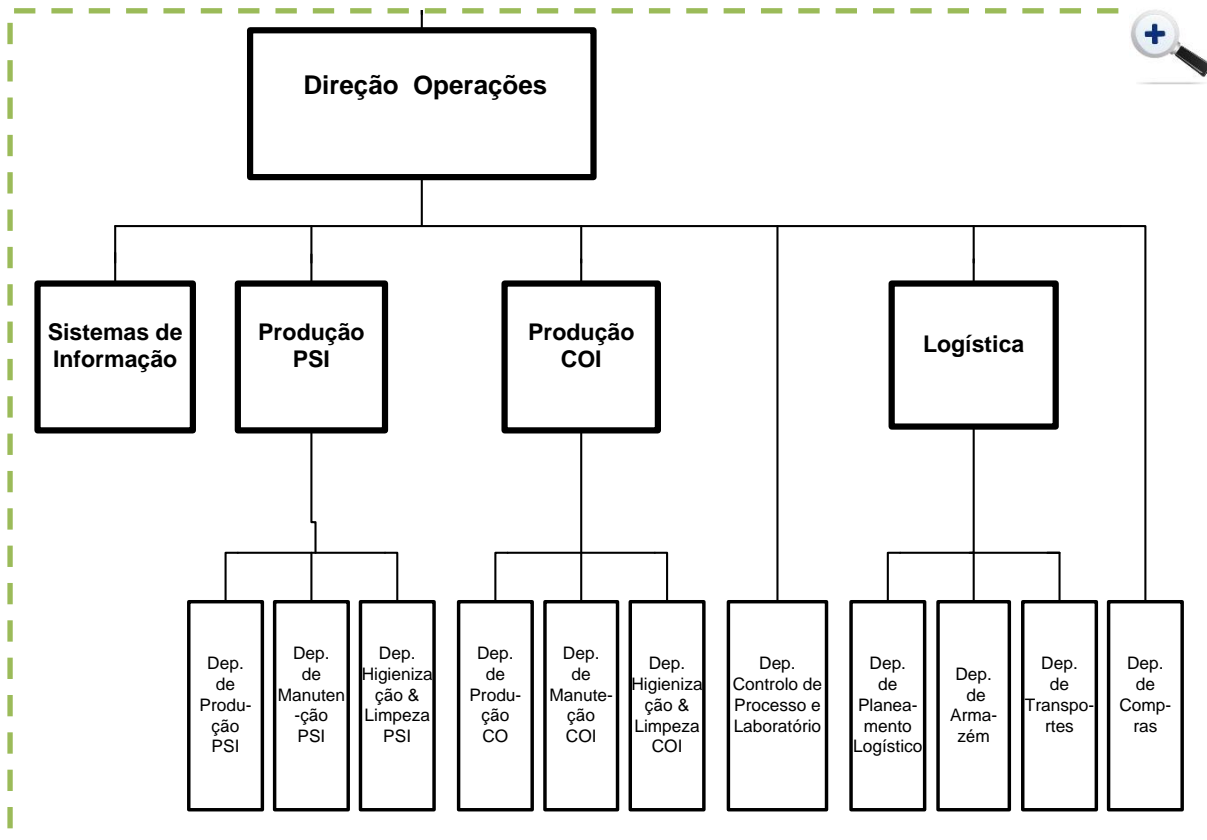 Direção  Operações
Sistemas de
Informação
Produção
PSI
Produção
COI
Logística
Dep.
de
Produ-
ção
PSI
Dep.
de
Manuten
-ção
PSI
Dep.
Higieniza
ção &
Limpeza
PSI
Dep.
de
Produ-
ção
CO
Dep.
de
Manute-
ção
COI
Dep.
Higieniza
ção &
Limpeza
COI
Dep.
Controlo de
Processo e
Laboratório
Dep.
de
Planea-
mento
Logístico
Dep.
de
Arma-
zém
Dep.
de
Transpo-
rtes
Dep.
de
Comp-
ras